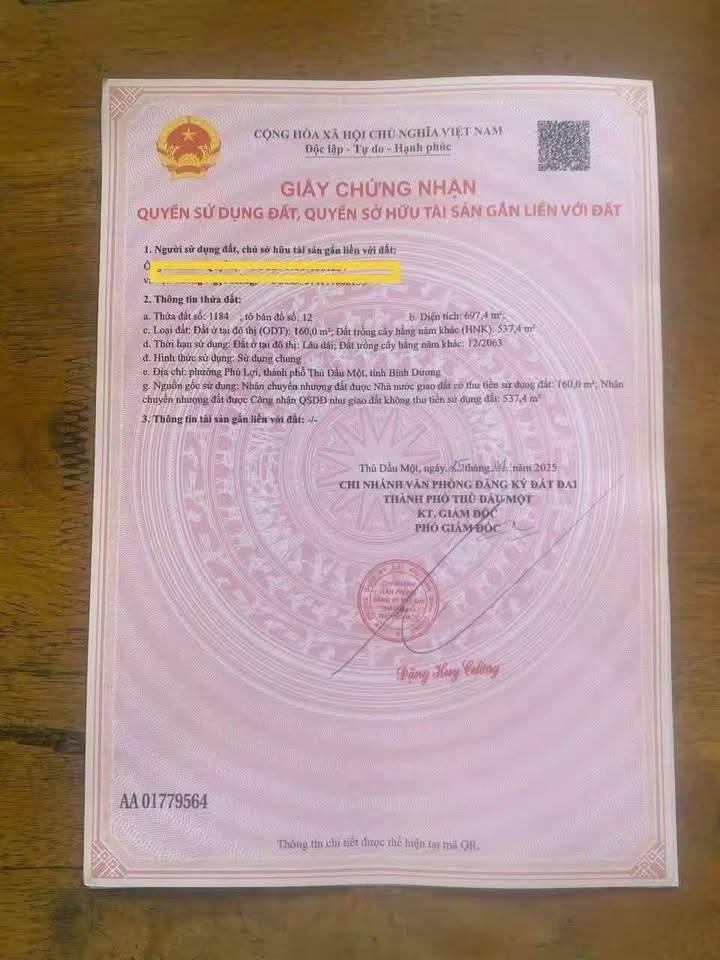 CỘNG HÒA XÃ HỘI CHỦ NGHĨA VIỆT NAM
Độc lập - Tự do - Hạnh phúc
GIẤY CHỨNG NHẬN
QUYỀN SỬ DỤNG ĐẤT, QUYỀN SỞ HỮU TÀI SẢN GẮN LIỀN VỚI ĐẤT
1. Người sử dụng đất, chủ sở hữu tài sản gắn liền với đất:
2. Thông tin thửa đất:
a. Thửa đất số: 1184 ; tờ bản đồ số: 12 b. Diện tích: 697,4 m²;
c. Loại đất: Đất ở tại đô thị (ODT): 160,0 m²; Đất trồng cây hằng năm khác (HNK): 537,4 m²
d. Thời hạn sử dụng: Đất ở tại đô thị: Lâu dài; Đất trồng cây hằng năm khác: 12/2063
đ. Hình thức sử dụng: Sử dụng chung
e. Địa chỉ: phường Phú Lợi, thành phố Thủ Dầu Một, tỉnh Bình Dương
g. Nguồn gốc sử dụng: Nhận chuyển nhượng đất được Nhà nước giao đất có thu tiền sử dụng đất: 160,0 m²; Nhận
chuyển nhượng đất được Công nhận QSDĐ như giao đất không thu tiền sử dụng đất: 537,4 m²
3. Thông tin tài sản gắn liền với đất: -/-
Thủ Dầu Một, ngày 25 tháng năm 2025
CHI NHÁNH VĂN PHÒNG ĐĂNG KÝ ĐẤT ĐAI
THÀNH PHỐ THỦ DẦU MỘT
KT. GIÁM ĐỐC
PHÓ GIÁM ĐỐC
CHI NHÁNH
VĂN PHÒNG
ĐĂNG KÝ ĐẤT ĐAI
Đặng Huy Cường
AA 01779564
Thông tin chi tiết được thể hiện tại mã QR.